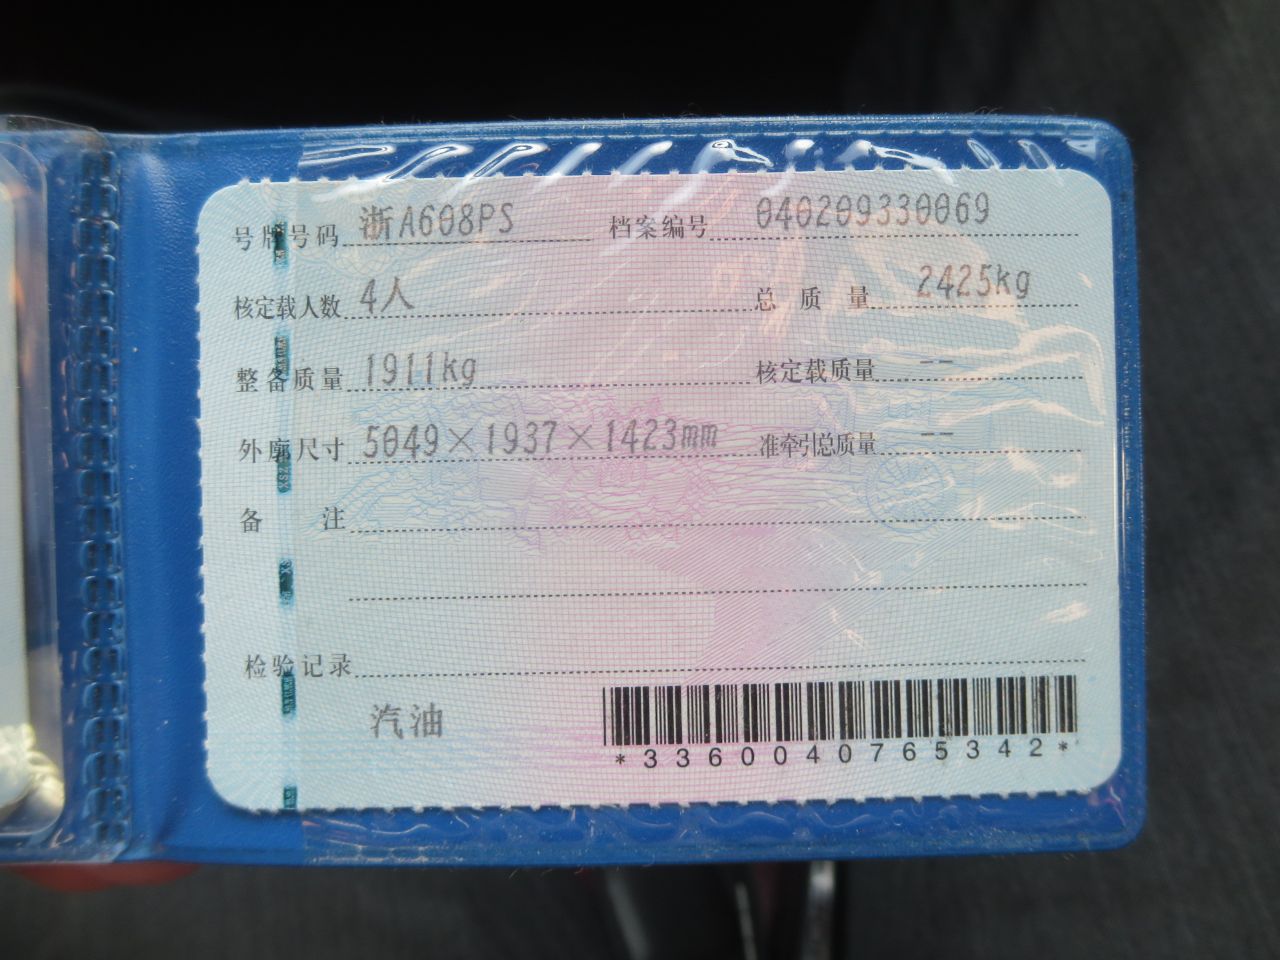 号牌号码 浙A608PS 档案编号 040209330069
核定载人数 4人 总质量 2425kg
整备质量 1911kg 核定载质量 --
外廓尺寸 5049×1937×1423mm 准牵引总质量 --
备注
检验记录
汽油
*3360040765342*